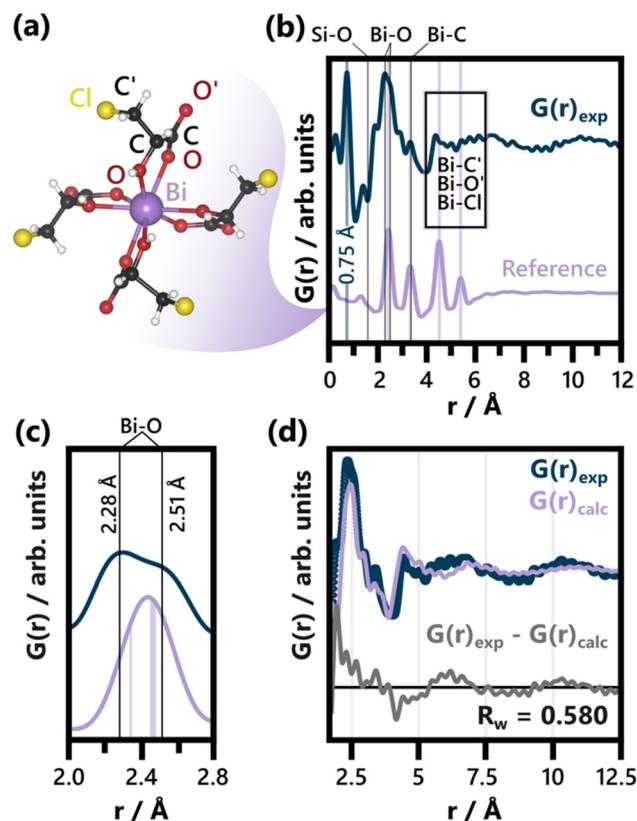 (a)
Cl
C'
O'
C
C
O
O
Bi
(b)
Si-O
Bi-O
Bi-C
G(r) / arb. units
0.75 Å
G(r)exp
Bi-C'
Bi-O'
Bi-Cl
Reference
0 2 4 6 8 10 12
r / Å
(c)
Bi-O
G(r) / arb. units
2.28 Å
2.51 Å
2.0 2.4 2.8
r / Å
(d)
G(r) / arb. units
G(r)exp
G(r)calc
G(r)exp - G(r)calc
Rw = 0.580
2.5 5 7.5 10 12.5
r / Å